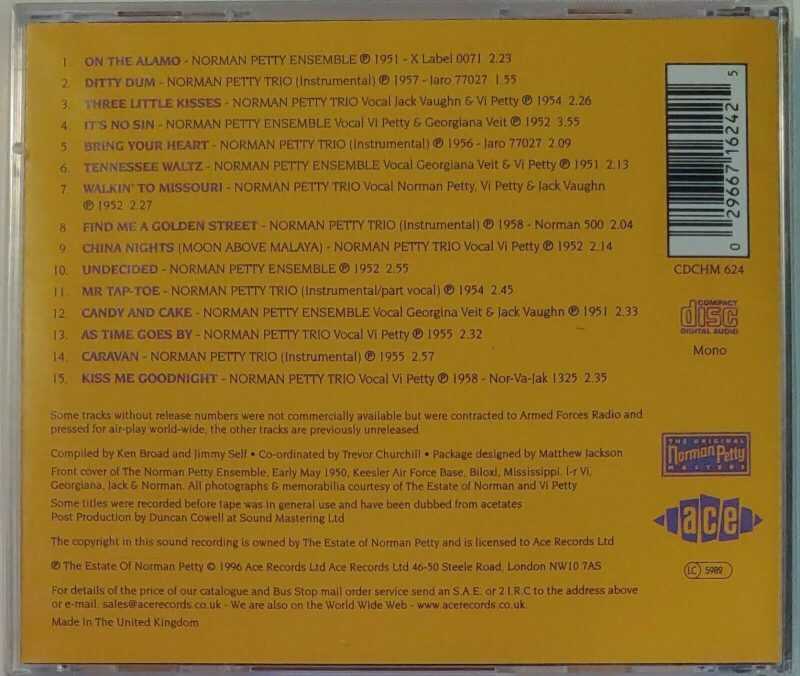 1. ON THE ALAMO - NORMAN PETTY ENSEMBLE ℗ 1951 - X Label 0071 2.23
2. DITTY DUM - NORMAN PETTY TRIO (Instrumental) ℗ 1957 - Jaro 77027 1.55
3. THREE LITTLE KISSES - NORMAN PETTY TRIO Vocal Jack Vaughn & Vi Petty ℗ 1954 2.26
4. IT'S NO SIN - NORMAN PETTY ENSEMBLE Vocal Vi Petty & Georgiana Veit ℗ 1952 3.55
5. BRING YOUR HEART - NORMAN PETTY TRIO (Instrumental) ℗ 1956 - Jaro 77027 2.09
6. TENNESSEE WALTZ - NORMAN PETTY ENSEMBLE Vocal Georgiana Veit & Vi Petty ℗ 1951 2.13
7. WALKIN' TO MISSOURI - NORMAN PETTY TRIO Vocal Norman Petty, Vi Petty & Jack Vaughn
℗ 1952 2.27
8. FIND ME A GOLDEN STREET - NORMAN PETTY TRIO (Instrumental) ℗ 1958 - Norman 500 2.04
9. CHINA NIGHTS (MOON ABOVE MALAYA) - NORMAN PETTY TRIO Vocal Vi Petty ℗ 1952 2.14
10. UNDECIDED - NORMAN PETTY ENSEMBLE ℗ 1952 2.55
11. MR TAP-TOE - NORMAN PETTY TRIO (Instrumental/part vocal) ℗ 1954 2.45
12. CANDY AND CAKE - NORMAN PETTY ENSEMBLE Vocal Georgina Veit & Jack Vaughn ℗ 1951 2.33
13. AS TIME GOES BY - NORMAN PETTY TRIO Vocal Vi Petty ℗ 1955 2.32
14. CARAVAN - NORMAN PETTY TRIO (Instrumental) ℗ 1955 2.57
15. KISS ME GOODNIGHT - NORMAN PETTY TRIO Vocal Vi Petty ℗ 1958 - Nor-Va-Jak 1325 2.35
Some tracks without release numbers were not commercially available but were contracted to Armed Forces Radio and
pressed for air-play world-wide, the other tracks are previously unreleased
Compiled by Ken Broad and Jimmy Self • Co-ordinated by Trevor Churchill • Package designed by Matthew Jackson
Front cover of The Norman Petty Ensemble, Early May 1950, Keesler Air Force Base, Biloxi, Mississippi. l-r Vi,
Georgiana, Jack & Norman. All photographs & memorabilia courtesy of The Estate of Norman and Vi Petty
Some titles were recorded before tape was in general use and have been dubbed from acetates
Post Production by Duncan Cowell at Sound Mastering Ltd
The copyright in this sound recording is owned by The Estate of Norman Petty and is licensed to Ace Records Ltd
℗ The Estate Of Norman Petty © 1996 Ace Records Ltd Ace Records Ltd 46-50 Steele Road, London NW10 7AS
For details of the price of our catalogue and Bus Stop mail order service send an S.A.E. or 2 I.R.C to the address above
or e-mail. sales@acerecords.co.uk - We are also on the World Wide Web - www.acerecords.co.uk.
Made In The United Kingdom
0 29667 16242 5
CDCHM 624
COMPACT
disc
DIGITAL AUDIO
Mono
THE ORIGINAL
Norman Petty
MASTERS
ace
LC 5989